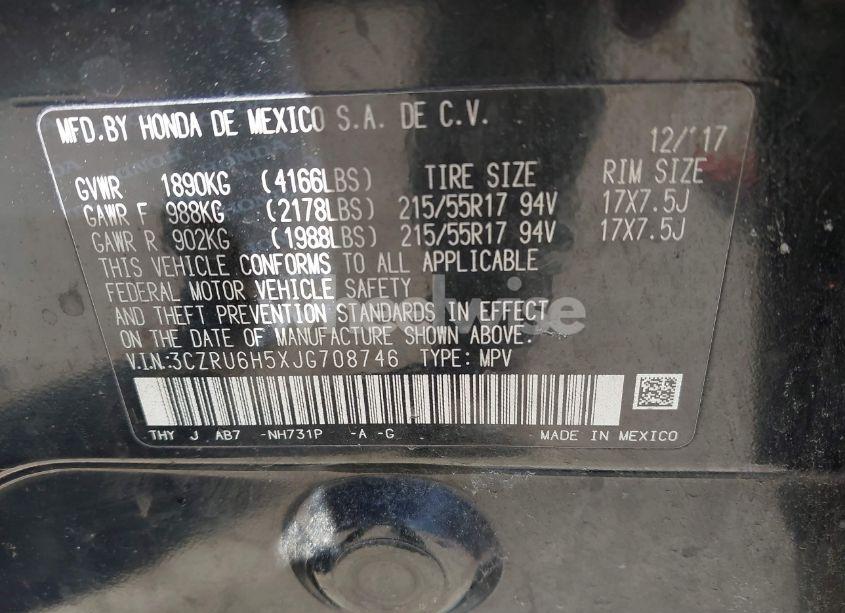 MFD.BY HONDA DE MEXICO S.A. DE C.V.
12/'17
GVWR 1890KG (4166LBS) TIRE SIZE RIM SIZE
GAWR F 988KG (2178LBS) 215/55R17 94V 17X7.5J
GAWR R 902KG (1988LBS) 215/55R17 94V 17X7.5J
THIS VEHICLE CONFORMS TO ALL APPLICABLE
FEDERAL MOTOR VEHICLE SAFETY
AND THEFT PREVENTION STANDARDS IN EFFECT
ON THE DATE OF MANUFACTURE SHOWN ABOVE.
V.I.N:3CZRU6H5XJG708746 TYPE: MPV
THY J AB7 -NH731P -A -G MADE IN MEXICO